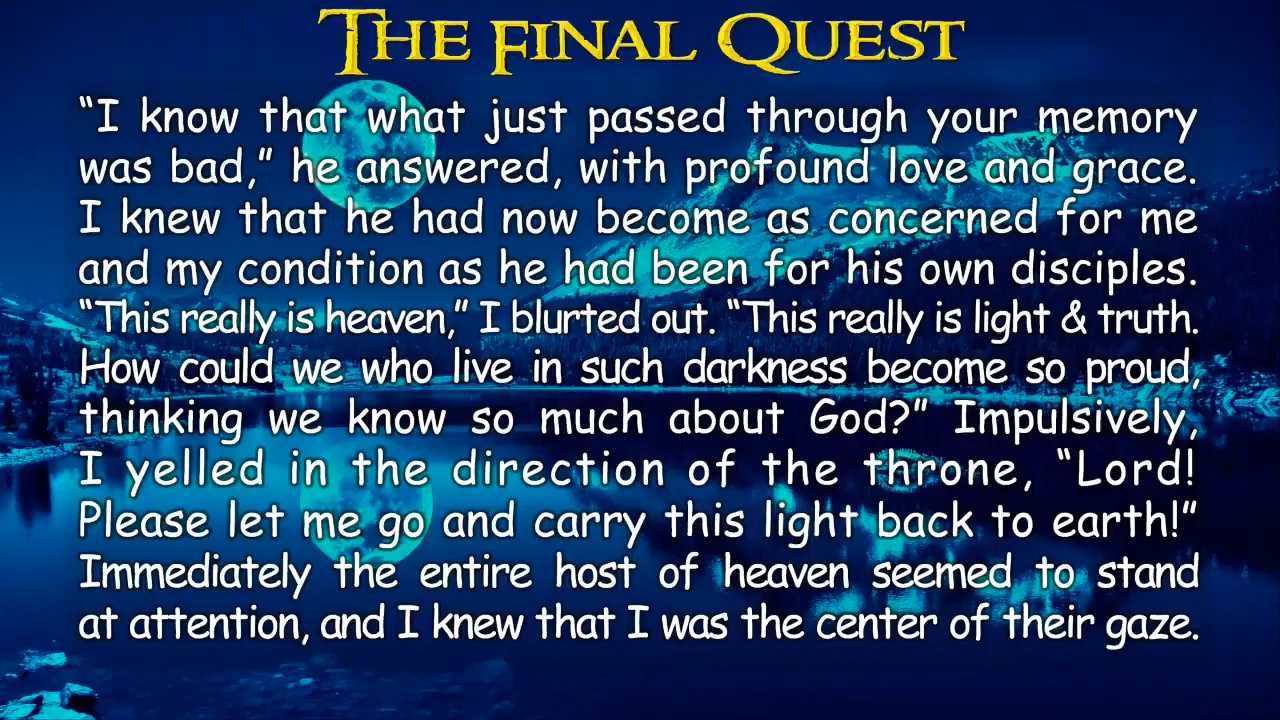 THE FINAL QUEST
“I know that what just passed through your memory
was bad,” he answered, with profound love and grace.
I knew that he had now become as concerned for me
and my condition as he had been for his own disciples.
“This really is heaven,” I blurted out. “This really is light & truth.
How could we who live in such darkness become so proud,
thinking we know so much about God?” Impulsively,
I yelled in the direction of the throne, “Lord!
Please let me go and carry this light back to earth!”
Immediately the entire host of heaven seemed to stand
at attention, and I knew that I was the center of their gaze.